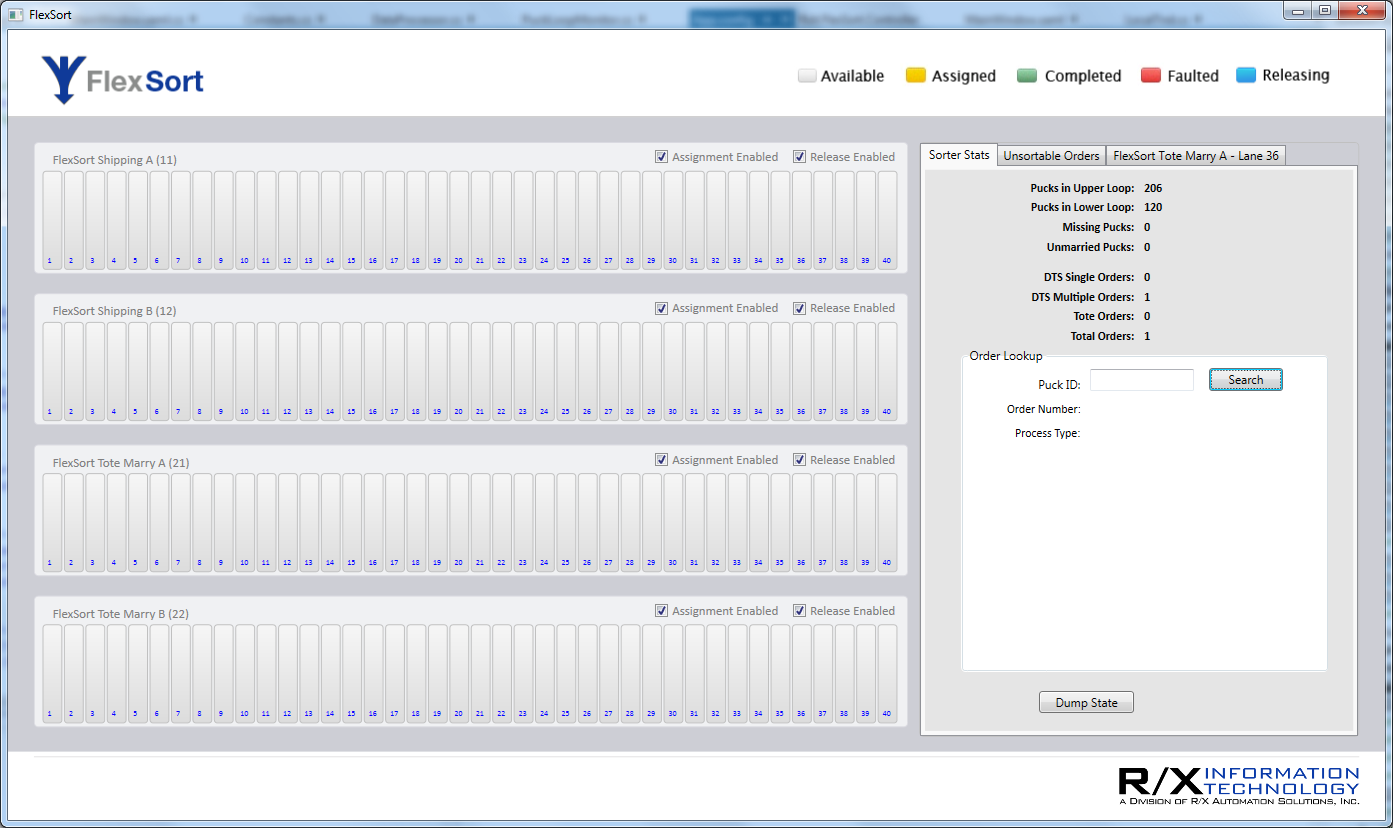 FlexSort
FlexSort
Available Assigned Completed Faulted Releasing
FlexSort Shipping A (11) Assignment Enabled Release Enabled
1 2 3 4 5 6 7 8 9 10 11 12 13 14 15 16 17 18 19 20 21 22 23 24 25 26 27 28 29 30 31 32 33 34 35 36 37 38 39 40
FlexSort Shipping B (12) Assignment Enabled Release Enabled
1 2 3 4 5 6 7 8 9 10 11 12 13 14 15 16 17 18 19 20 21 22 23 24 25 26 27 28 29 30 31 32 33 34 35 36 37 38 39 40
FlexSort Tote Marry A (21) Assignment Enabled Release Enabled
1 2 3 4 5 6 7 8 9 10 11 12 13 14 15 16 17 18 19 20 21 22 23 24 25 26 27 28 29 30 31 32 33 34 35 36 37 38 39 40
FlexSort Tote Marry B (22) Assignment Enabled Release Enabled
1 2 3 4 5 6 7 8 9 10 11 12 13 14 15 16 17 18 19 20 21 22 23 24 25 26 27 28 29 30 31 32 33 34 35 36 37 38 39 40
Sorter Stats Unsortable Orders FlexSort Tote Marry A - Lane 36
Pucks in Upper Loop: 206
Pucks in Lower Loop: 120
Missing Pucks: 0
Unmarried Pucks: 0
DTS Single Orders: 0
DTS Multiple Orders: 1
Tote Orders: 0
Total Orders: 1
Order Lookup
Puck ID: Search
Order Number:
Process Type:
Dump State
R/X INFORMATION
TECHNOLOGY
A DIVISION OF R/X AUTOMATION SOLUTIONS, INC.